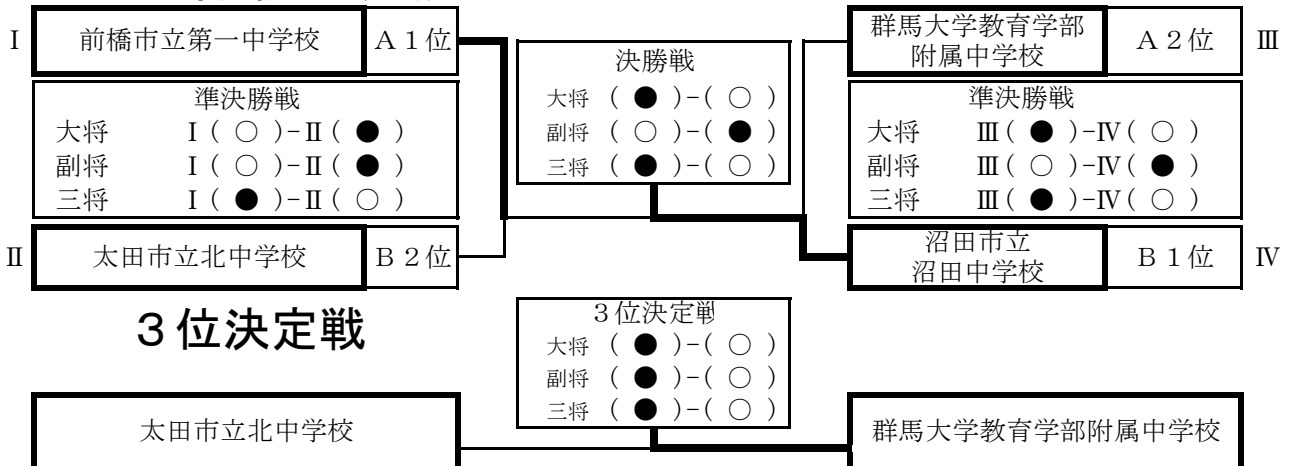 Ⅰ 前橋市立第一中学校 A１位
準決勝戦
大将 Ⅰ( ○ )-Ⅱ( ● )
副将 Ⅰ( ○ )-Ⅱ( ● )
三将 Ⅰ( ● )-Ⅱ( ○ )
Ⅱ 太田市立北中学校 B２位
決勝戦
大将 ( ● )-( ○ )
副将 ( ○ )-( ● )
三将 ( ● )-( ○ )
群馬大学教育学部
附属中学校 A２位 Ⅲ
準決勝戦
大将 Ⅲ( ● )-Ⅳ( ○ )
副将 Ⅲ( ○ )-Ⅳ( ● )
三将 Ⅲ( ● )-Ⅳ( ○ )
沼田市立
沼田中学校 B１位 Ⅳ
３位決定戦
３位決定戦
大将 ( ● )-( ○ )
副将 ( ● )-( ○ )
三将 ( ● )-( ○ )
太田市立北中学校
群馬大学教育学部附属中学校